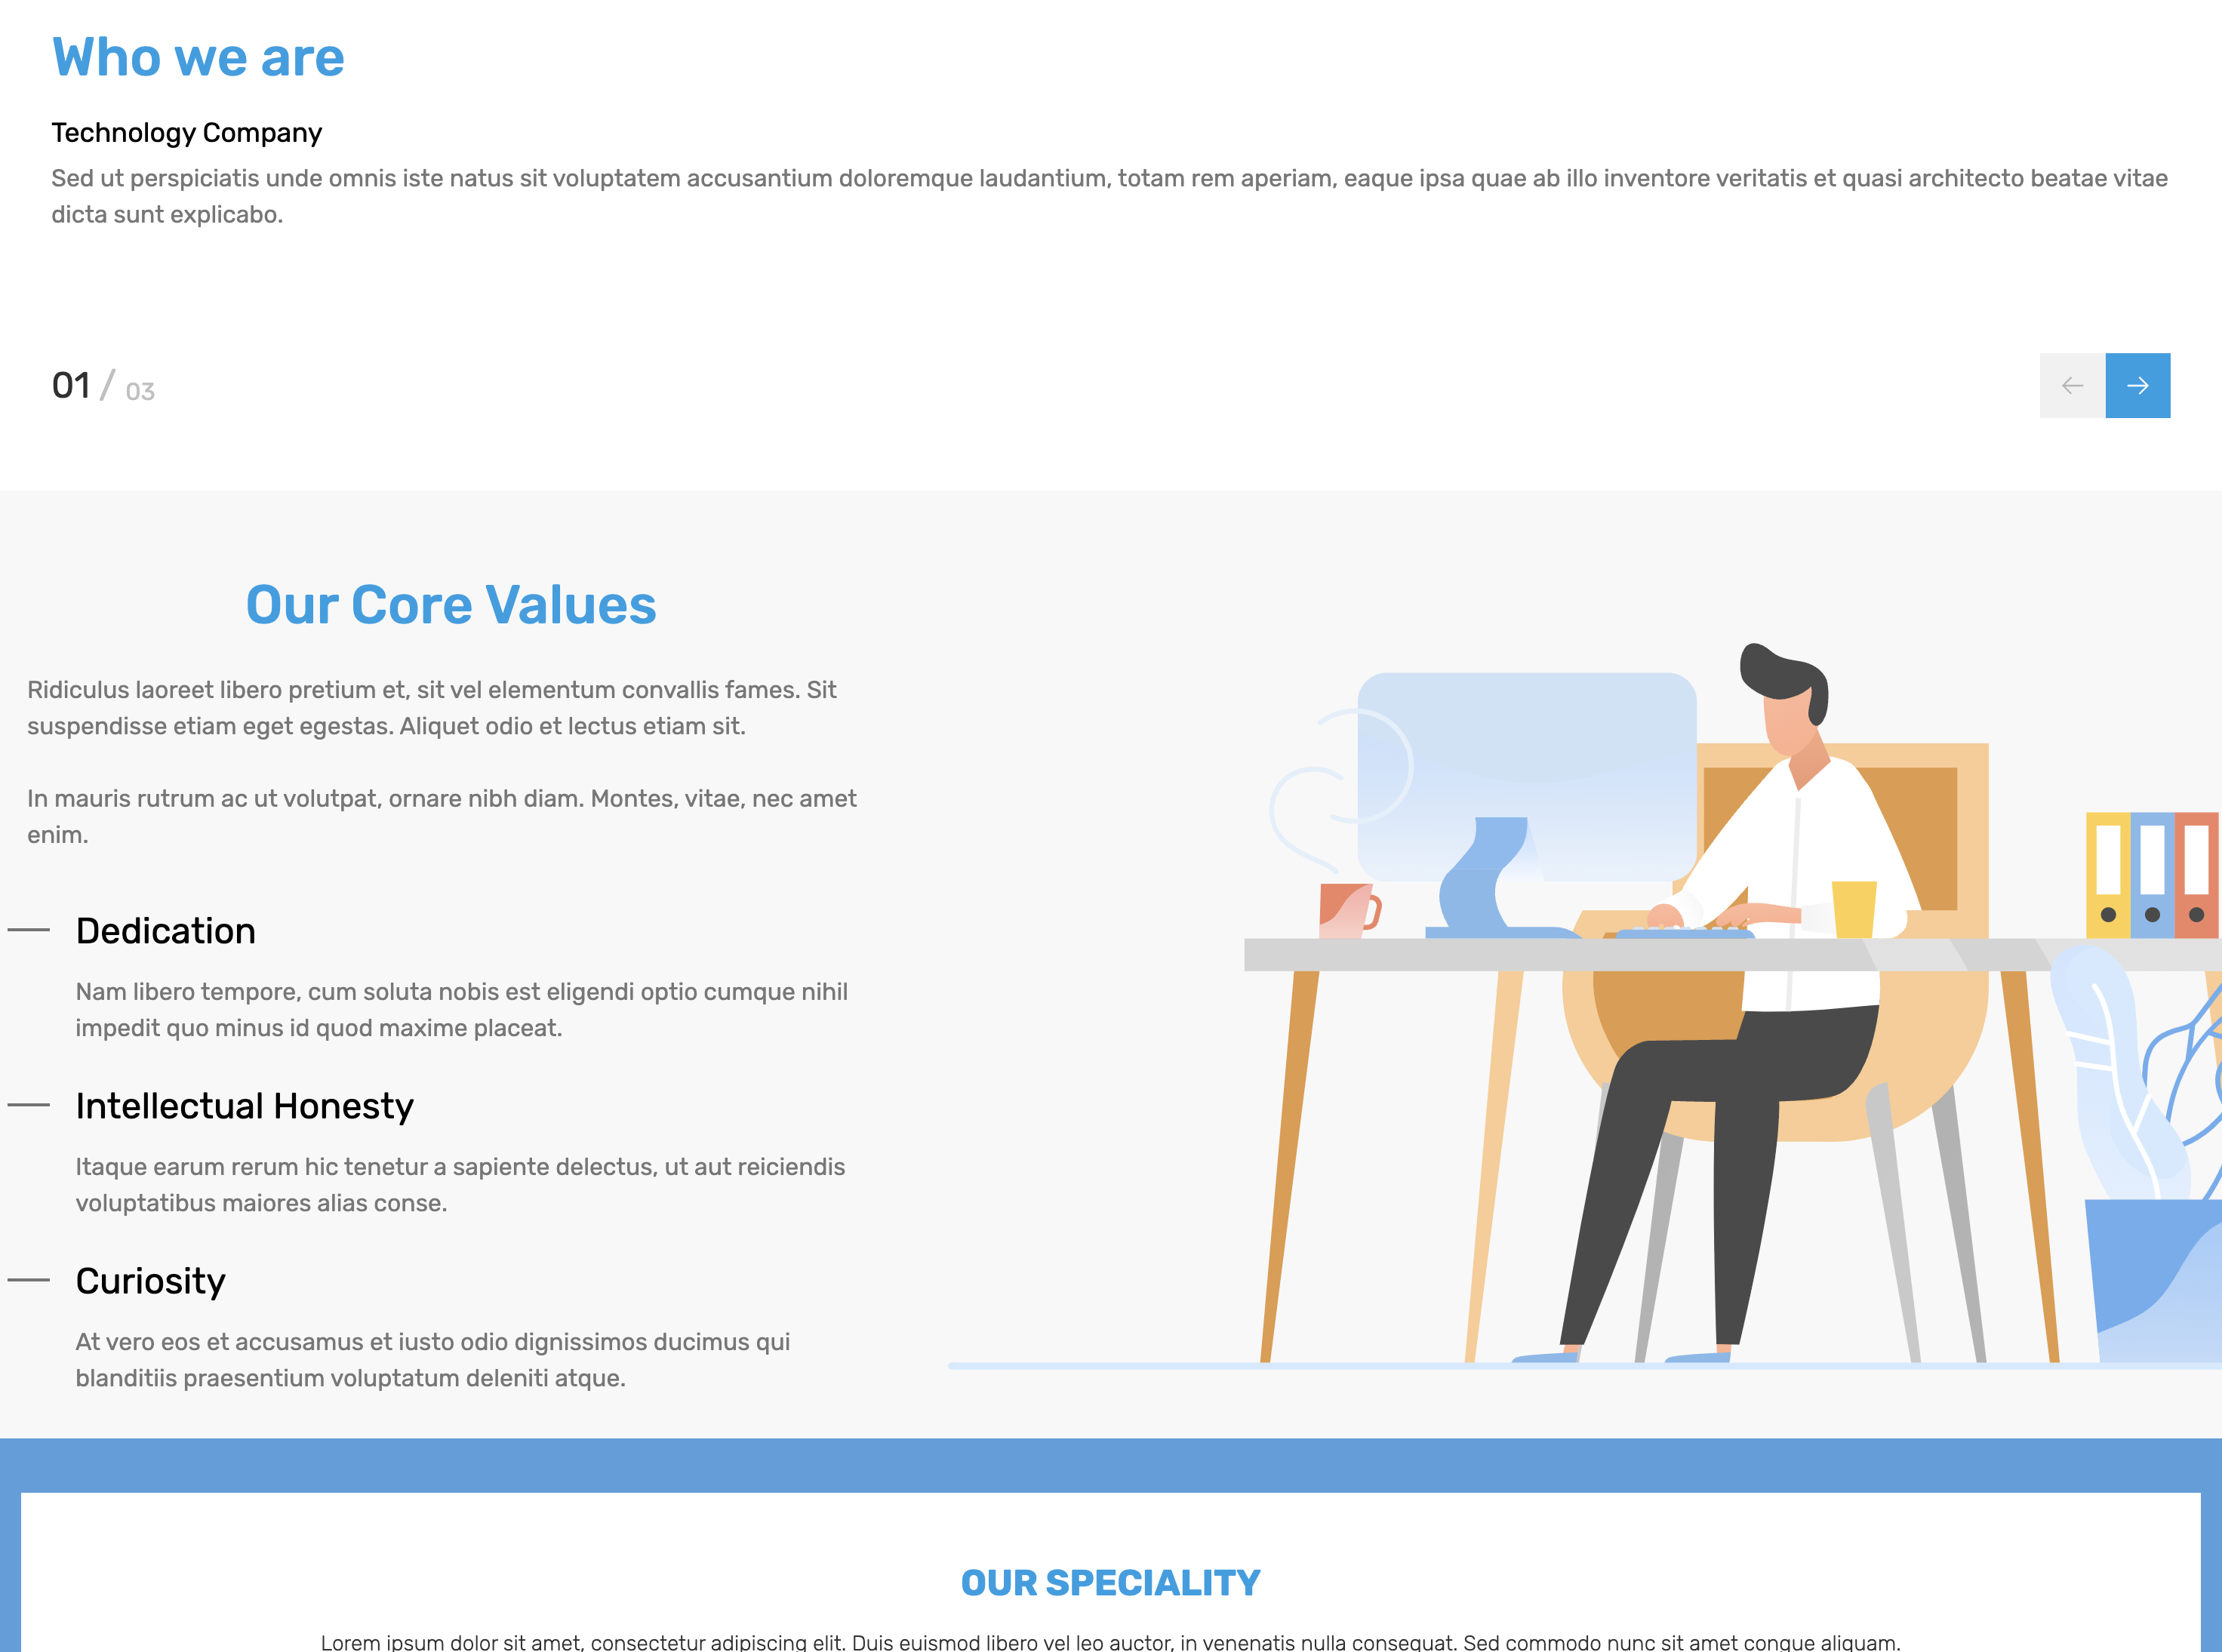 Who we are
Technology Company
Sed ut perspiciatis unde omnis iste natus sit voluptatem accusantium doloremque laudantium, totam rem aperiam, eaque ipsa quae ab illo inventore veritatis et quasi architecto beatae vitae
dicta sunt explicabo.
01 / 03
Our Core Values
Ridiculus laoreet libero pretium et, sit vel elementum convallis fames. Sit
suspendisse etiam eget egestas. Aliquet odio et lectus etiam sit.
In mauris rutrum ac ut volutpat, ornare nibh diam. Montes, vitae, nec amet
enim.
Dedication
Nam libero tempore, cum soluta nobis est eligendi optio cumque nihil
impedit quo minus id quod maxime placeat.
Intellectual Honesty
Itaque earum rerum hic tenetur a sapiente delectus, ut aut reiciendis
voluptatibus maiores alias conse.
Curiosity
At vero eos et accusamus et iusto odio dignissimos ducimus qui
blanditiis praesentium voluptatum deleniti atque.
OUR SPECIALITY
Lorem ipsum dolor sit amet, consectetur adipiscing elit. Duis euismod libero vel leo auctor, in venenatis nulla consequat. Sed commodo nunc sit amet congue aliquam.